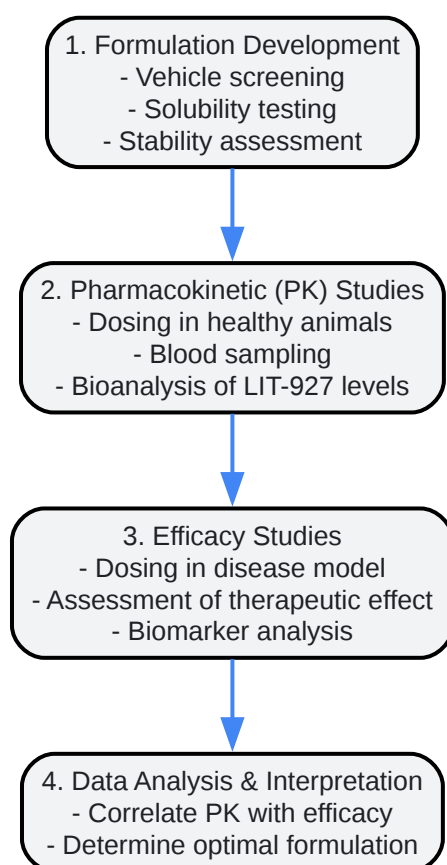 1. Formulation Development
- Vehicle screening
- Solubility testing
- Stability assessment
2. Pharmacokinetic (PK) Studies
- Dosing in healthy animals
- Blood sampling
- Bioanalysis of LIT-927 levels
3. Efficacy Studies
- Dosing in disease model
- Assessment of therapeutic effect
- Biomarker analysis
4. Data Analysis & Interpretation
- Correlate PK with efficacy
- Determine optimal formulation